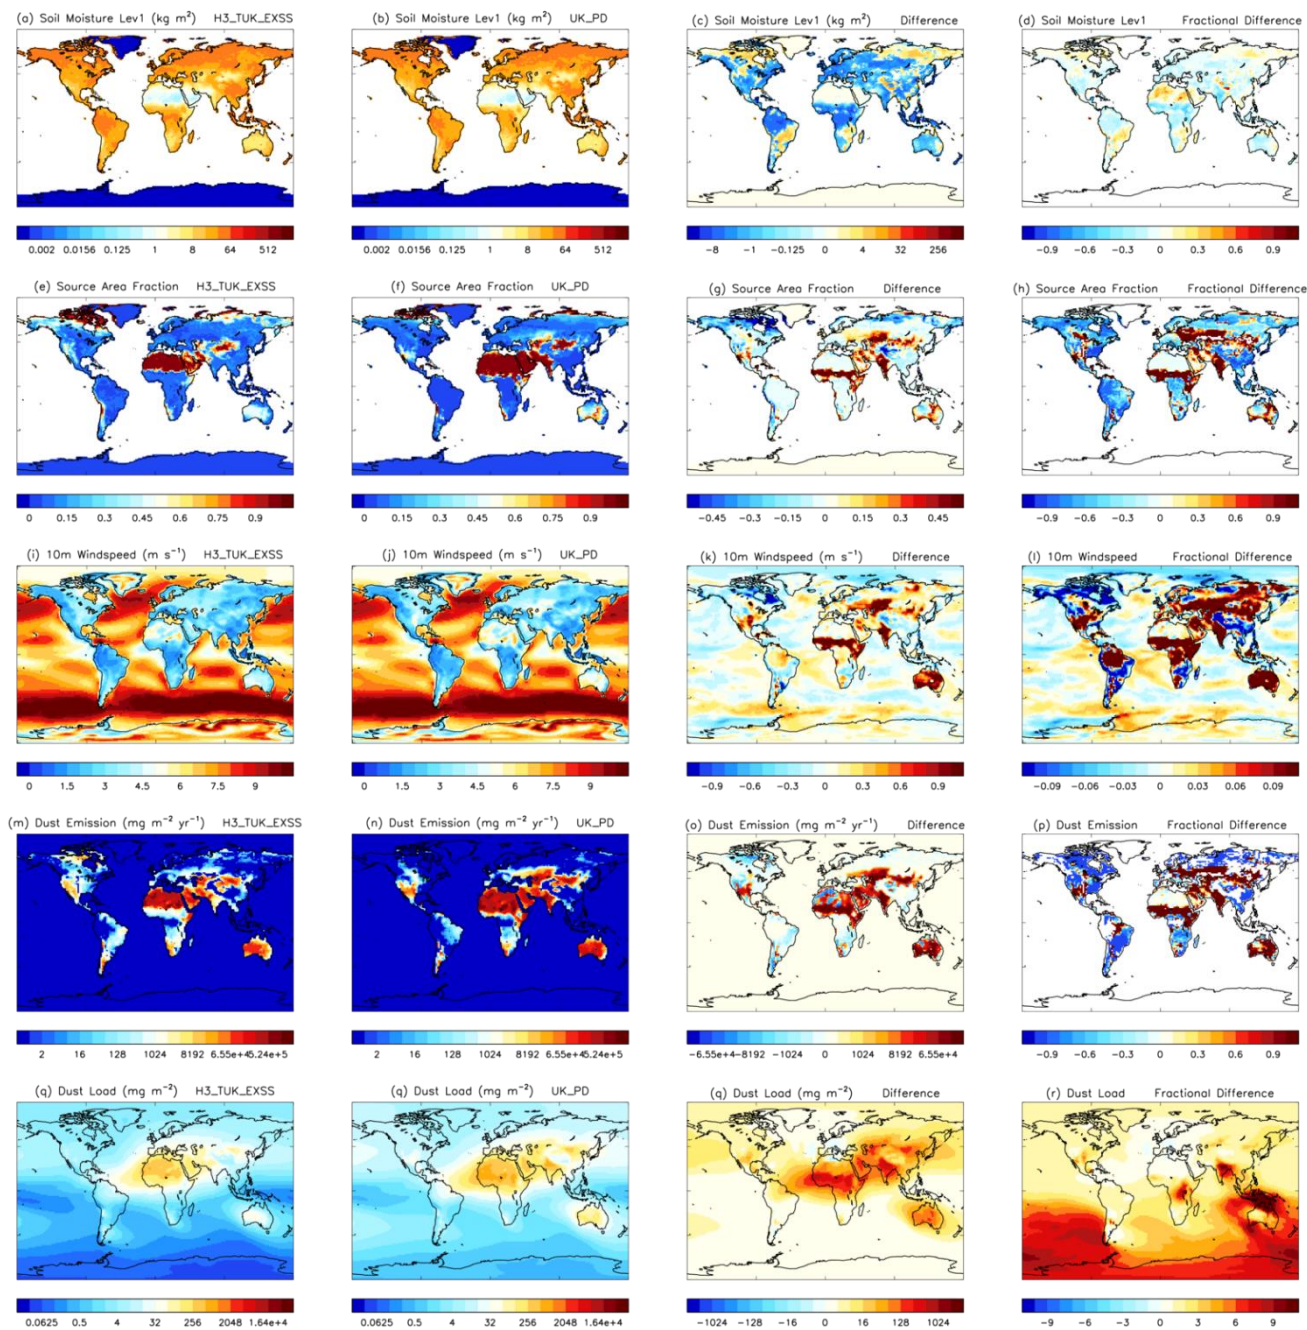 (a) Soil Moisture Lev1 (kg m²) H3_TUK_EXSS
(b) Soil Moisture Lev1 (kg m²) UK_PD
(c) Soil Moisture Lev1 (kg m²) Difference
(d) Soil Moisture Lev1 Fractional Difference
0.002 0.0156 0.125 1 8 64 512
0.002 0.0156 0.125 1 8 64 512
−8 −1 −0.125 0 4 32 256
−0.9 −0.6 −0.3 0 0.3 0.6 0.9
(e) Source Area Fraction H3_TUK_EXSS
(f) Source Area Fraction UK_PD
(g) Source Area Fraction Difference
(h) Source Area Fraction Fractional Difference
0 0.15 0.3 0.45 0.6 0.75 0.9
0 0.15 0.3 0.45 0.6 0.75 0.9
−0.45 −0.3 −0.15 0 0.15 0.3 0.45
−0.9 −0.6 −0.3 0 0.3 0.6 0.9
(i) 10m Windspeed (m s⁻¹) H3_TUK_EXSS
(j) 10m Windspeed (m s⁻¹) UK_PD
(k) 10m Windspeed (m s⁻¹) Difference
(l) 10m Windspeed Fractional Difference
0 1.5 3 4.5 6 7.5 9
0 1.5 3 4.5 6 7.5 9
−0.9 −0.6 −0.3 0 0.3 0.6 0.9
−0.09 −0.06 −0.03 0 0.03 0.06 0.09
(m) Dust Emission (mg m⁻² yr⁻¹) H3_TUK_EXSS
(n) Dust Emission (mg m⁻² yr⁻¹) UK_PD
(o) Dust Emission (mg m⁻² yr⁻¹) Difference
(p) Dust Emission Fractional Difference
2 16 128 1024 8192 6.55e+4 5.24e+5
2 16 128 1024 8192 6.55e+4 5.24e+5
−6.55e+4 −8192 −1024 0 1024 8192 6.55e+4
−0.9 −0.6 −0.3 0 0.3 0.6 0.9
(q) Dust Load (mg m⁻²) H3_TUK_EXSS
(q) Dust Load (mg m⁻²) UK_PD
(q) Dust Load (mg m⁻²) Difference
(r) Dust Load Fractional Difference
0.0625 0.5 4 32 256 2048 1.64e+4
0.0625 0.5 4 32 256 2048 1.64e+4
−1024 −128 −16 0 16 128 1024
−9 −6 −3 0 3 6 9